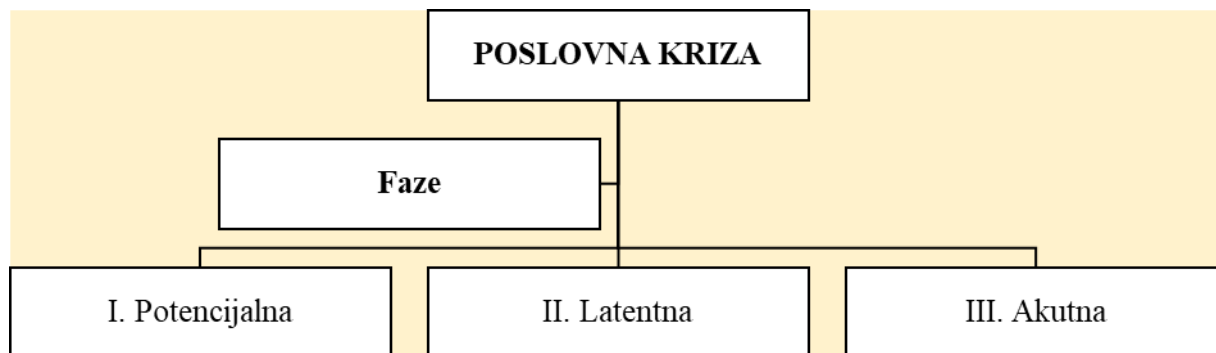 POSLOVNA KRIZA
Faze
I. Potencijalna
II. Latentna
III. Akutna